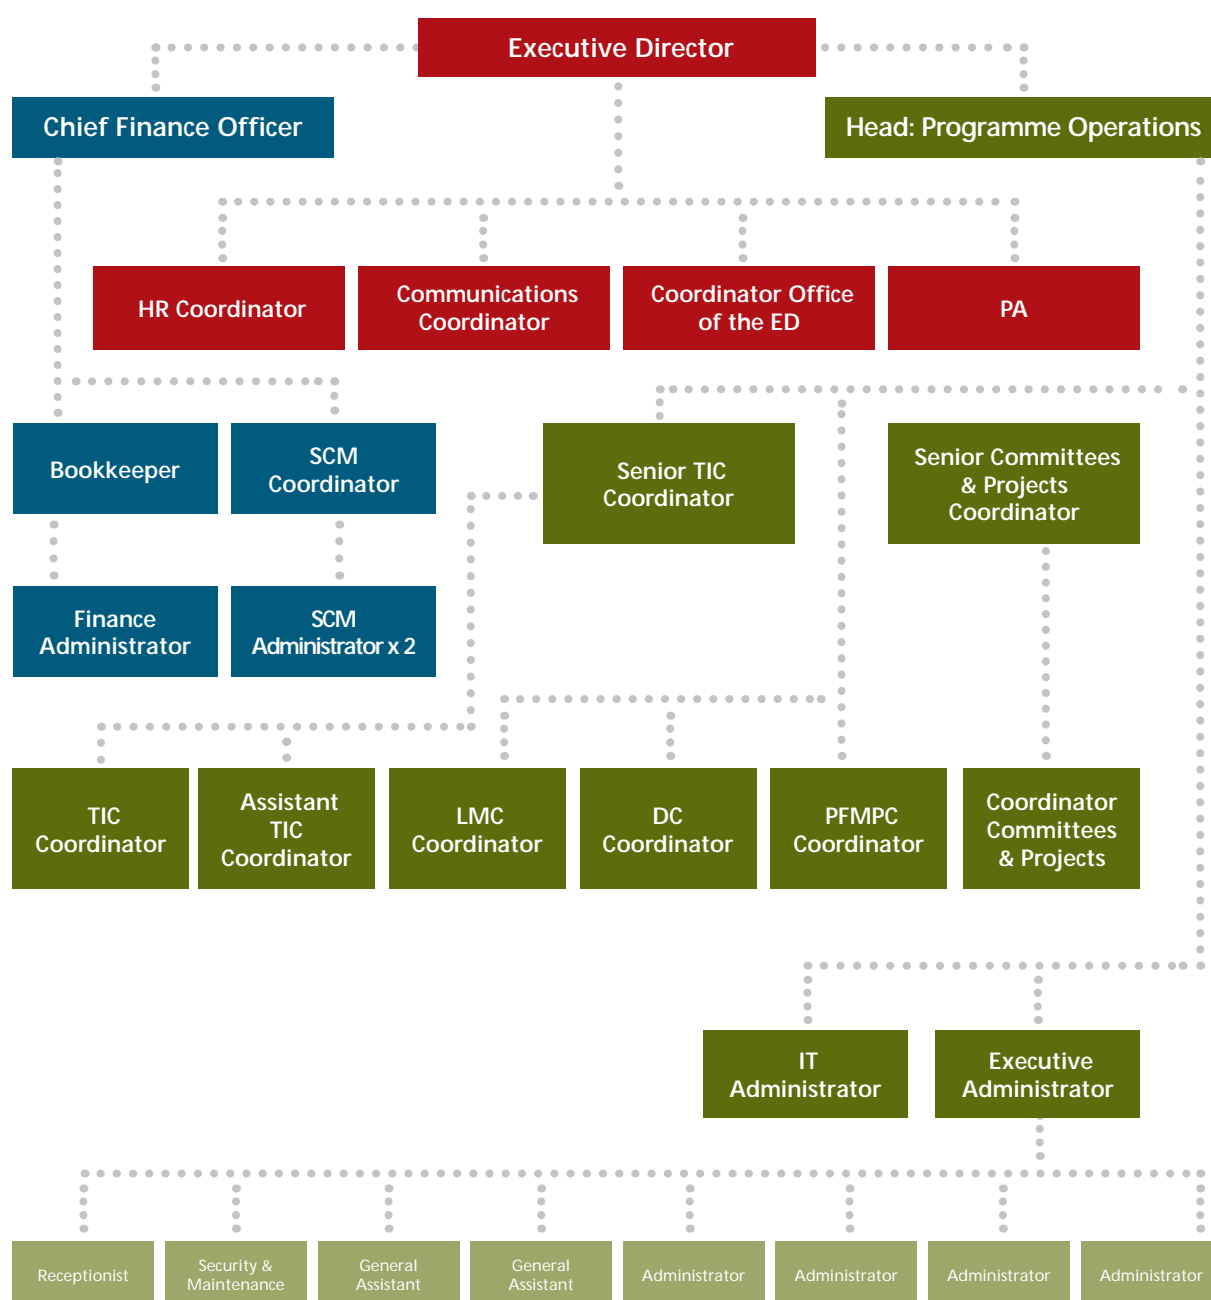 Executive Director
Chief Finance Officer
Head: Programme Operations
HR Coordinator
Communications
Coordinator
Coordinator Office
of the ED
PA
Bookkeeper
SCM
Coordinator
Senior TIC
Coordinator
Senior Committees
& Projects
Coordinator
Finance
Administrator
SCM
Administrator x 2
TIC
Coordinator
Assistant
TIC
Coordinator
LMC
Coordinator
DC
Coordinator
PFMPC
Coordinator
Coordinator
Committees
& Projects
IT
Administrator
Executive
Administrator
Receptionist
Security &
Maintenance
General
Assistant
General
Assistant
Administrator
Administrator
Administrator
Administrator